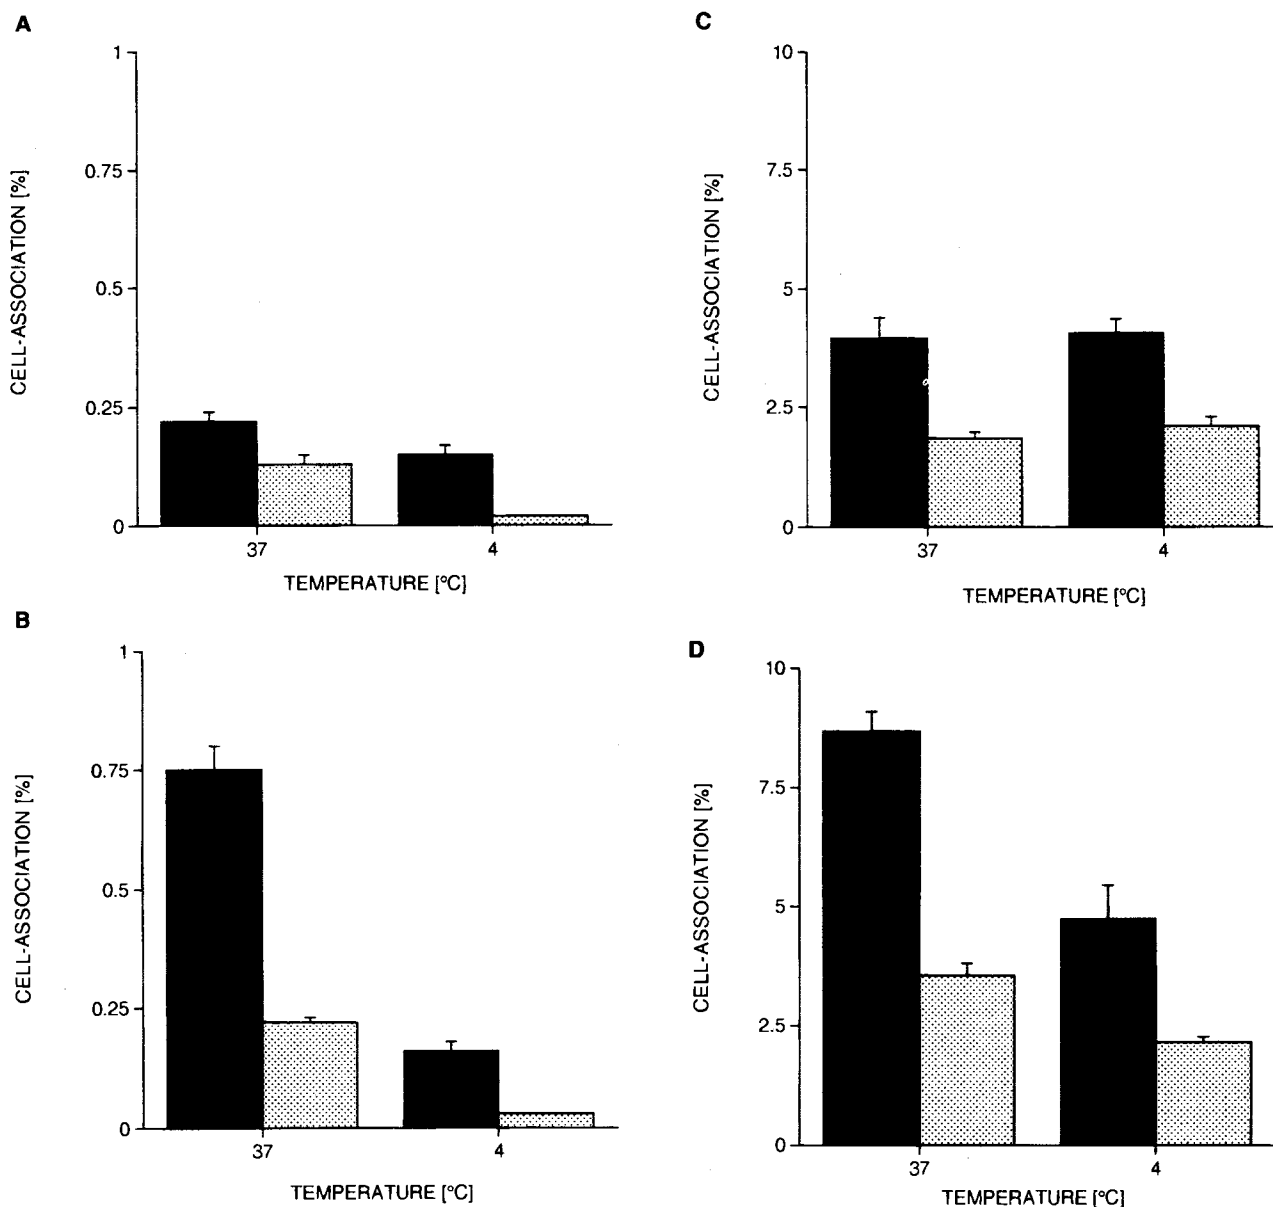 A
1
0.75
0.5
0.25
0
CELL-ASSOCIATION [%]
37
4
TEMPERATURE [°C]
B
1
0.75
0.5
0.25
0
CELL-ASSOCIATION [%]
37
4
TEMPERATURE [°C]
C
10
7.5
5
2.5
0
CELL-ASSOCIATION [%]
37
4
TEMPERATURE [°C]
D
10
7.5
5
2.5
0
CELL-ASSOCIATION [%]
37
4
TEMPERATURE [°C]